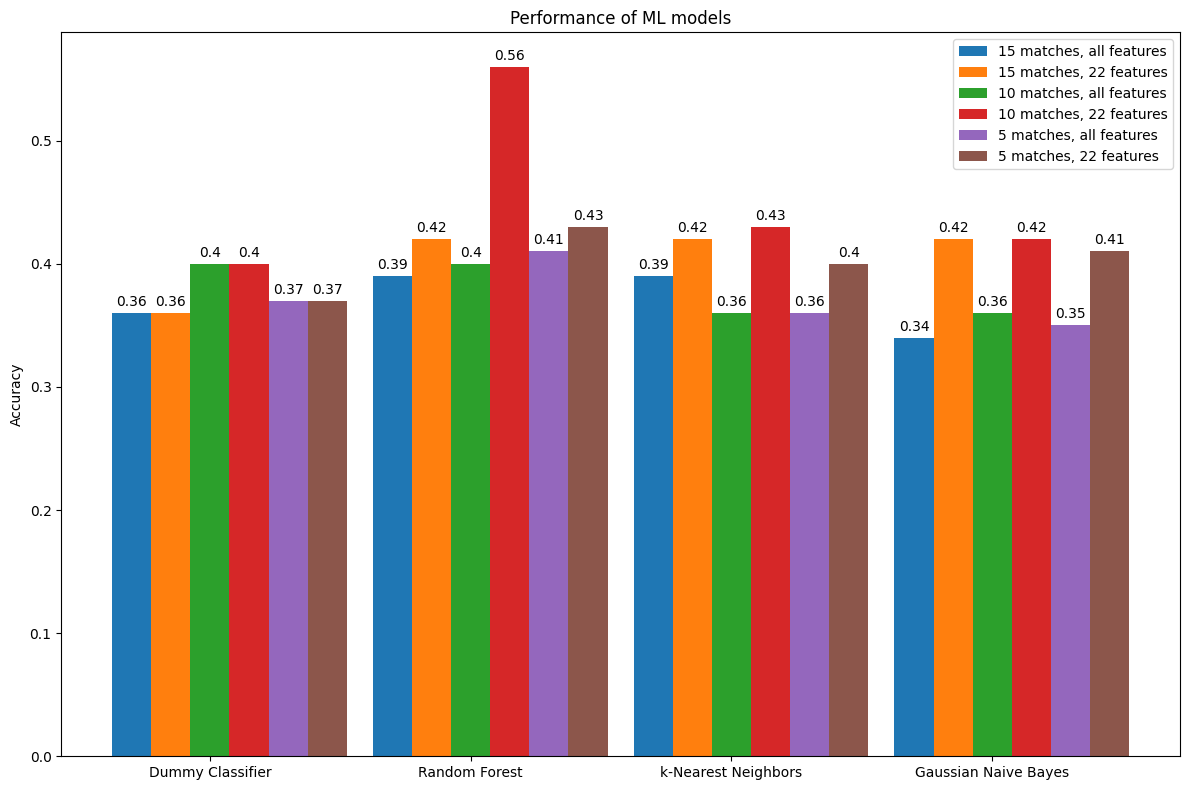 Performance of ML models
15 matches, all features
15 matches, 22 features
10 matches, all features
10 matches, 22 features
5 matches, all features
5 matches, 22 features
Accuracy
0.5
0.4
0.3
0.2
0.1
0.0
0.36
0.36
0.4
0.4
0.37
0.37
0.39
0.42
0.4
0.56
0.41
0.43
0.39
0.42
0.36
0.43
0.36
0.4
0.34
0.42
0.36
0.42
0.35
0.41
Dummy Classifier
Random Forest
k-Nearest Neighbors
Gaussian Naive Bayes